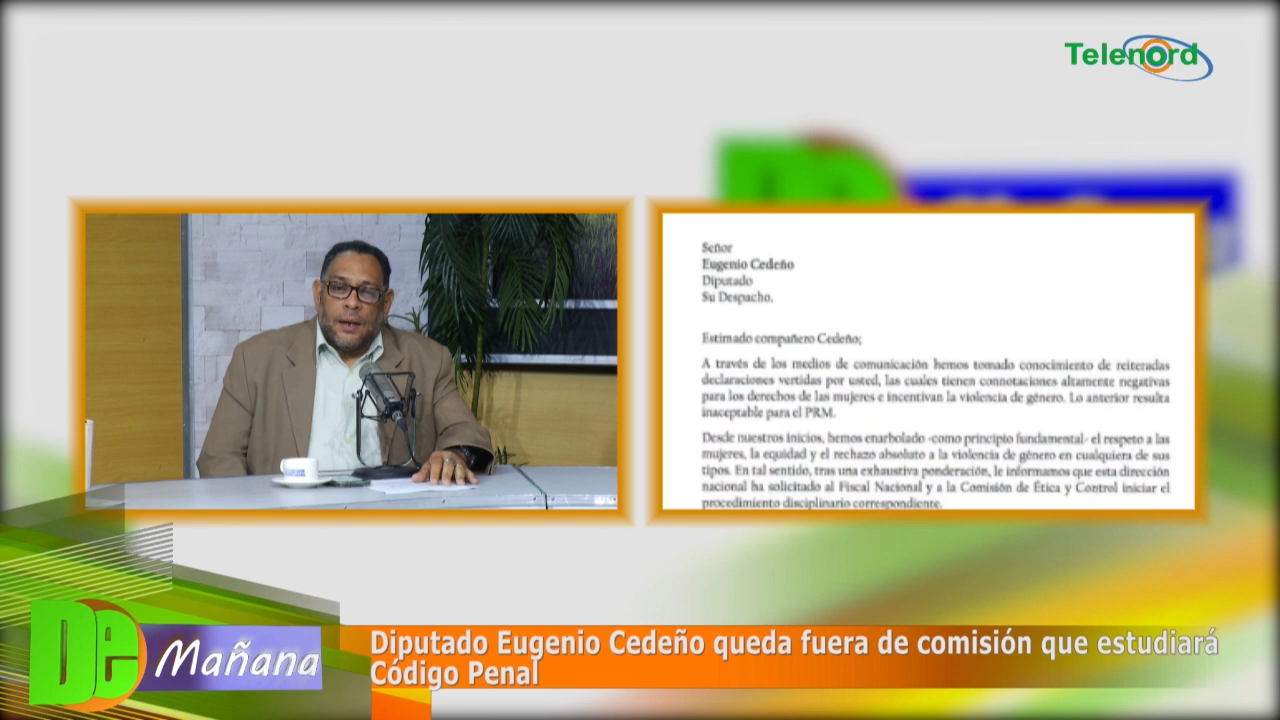 Telenord
Señor
Eugenio Cedeño
Diputado
Su Despacho,
Estimado compañero Cedeño;
A través de los medios de comunicación hemos tomado conocimiento de reiteradas
declaraciones vertidas por usted, las cuales tienen connotaciones altamente negativas
para los derechos de las mujeres e incentivan la violencia de género. Lo anterior resulta
inaceptable para el PRM.
Desde nuestros inicios, hemos enarbolado -como principio fundamental- el respeto a las
mujeres, la equidad y el rechazo absoluto a la violencia de género en cualquiera de sus
tipos. En tal sentido, tras una exhaustiva ponderación, le informamos que esta dirección
nacional ha solicitado al Fiscal Nacional y a la Comisión de Ética y Control iniciar el
procedimiento disciplinario correspondiente.
De Mañana
Diputado Eugenio Cedeño queda fuera de comisión que estudiará
Código Penal